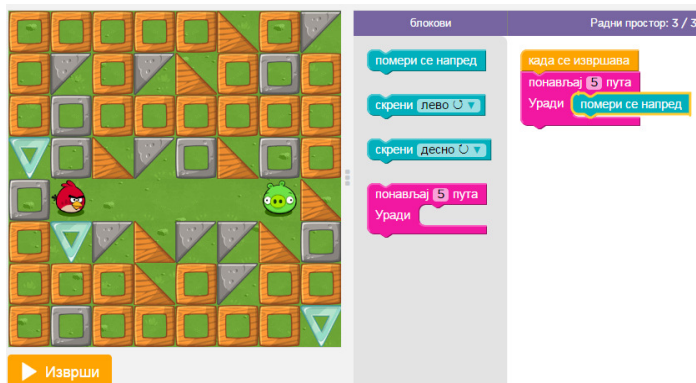 блокови
Радни простор: 3 / 3
помери се напред
скрени лево
скрени десно
понављај 5 пута
Уради
када се извршава
понављај 5 пута
Уради помери се напред
Изврши